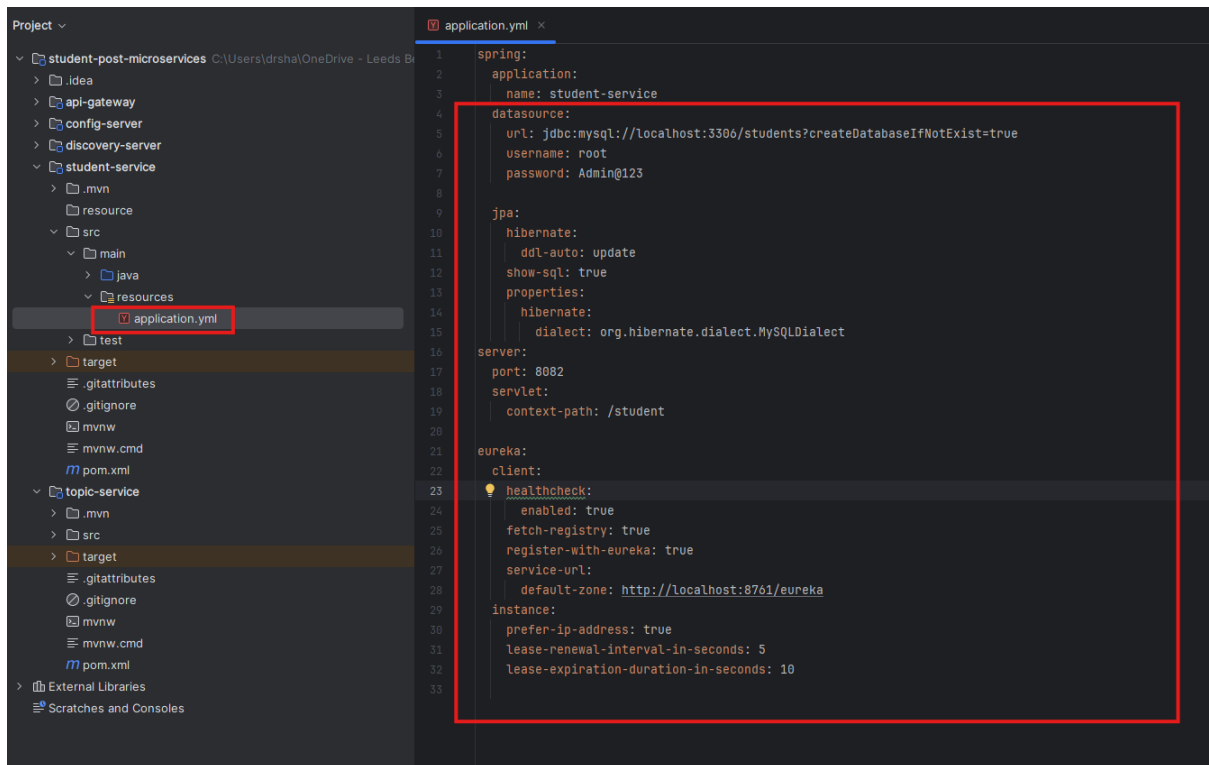 Project
student-post-microservices C:\Users\drsha\OneDrive - Leeds Be
.idea
api-gateway
config-server
discovery-server
student-service
.mvn
resource
src
main
java
resources
application.yml
test
target
.gitattributes
.gitignore
mvnw
mvnw.cmd
pom.xml
topic-service
.mvn
src
target
.gitattributes
.gitignore
mvnw
mvnw.cmd
pom.xml
External Libraries
Scratches and Consoles
application.yml
1 spring:
2 application:
3 name: student-service
4 datasource:
5 url: jdbc:mysql://localhost:3306/students?createDatabaseIfNotExist=true
6 username: root
7 password: Admin@123
8
9 jpa:
10 hibernate:
11 ddl-auto: update
12 show-sql: true
13 properties:
14 hibernate:
15 dialect: org.hibernate.dialect.MySQLDialect
16 server:
17 port: 8082
18 servlet:
19 context-path: /student
20
21 eureka:
22 client:
23 healthcheck:
24 enabled: true
25 fetch-registry: true
26 register-with-eureka: true
27 service-url:
28 default-zone: http://localhost:8761/eureka
29 instance:
30 prefer-ip-address: true
31 lease-renewal-interval-in-seconds: 5
32 lease-expiration-duration-in-seconds: 10
33